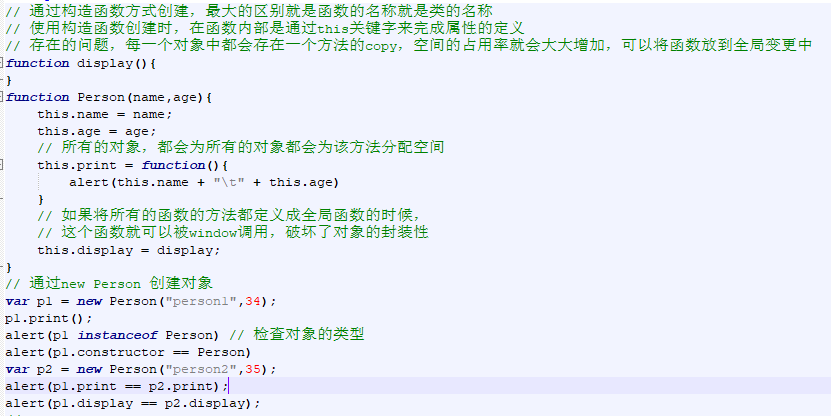 // 通过构造函数方式创建，最大的区别就是函数的名称就是类的名称
// 使用构造函数创建时，在函数内部是通过this关键字来完成属性的定义
// 存在的问题，每一个对象中都会存在一个方法的copy，空间的占用率就会大大增加，可以将函数放到全局变更中
function display(){
}
function Person(name,age){
    this.name = name;
    this.age = age;
    // 所有的对象，都会为所有的对象都会为该方法分配空间
    this.print = function(){
        alert(this.name + "\t" + this.age)
    }
    // 如果将所有的函数的方法都定义成全局函数的时候，
    // 这个函数就可以被window调用，破坏了对象的封装性
    this.display = display;
}
// 通过new Person 创建对象
var p1 = new Person("person1",34);
p1.print();
alert(p1 instanceof Person) // 检查对象的类型
alert(p1.constructor == Person)
var p2 = new Person("person2",35);
alert(p1.print == p2.print);
alert(p1.display == p2.display);